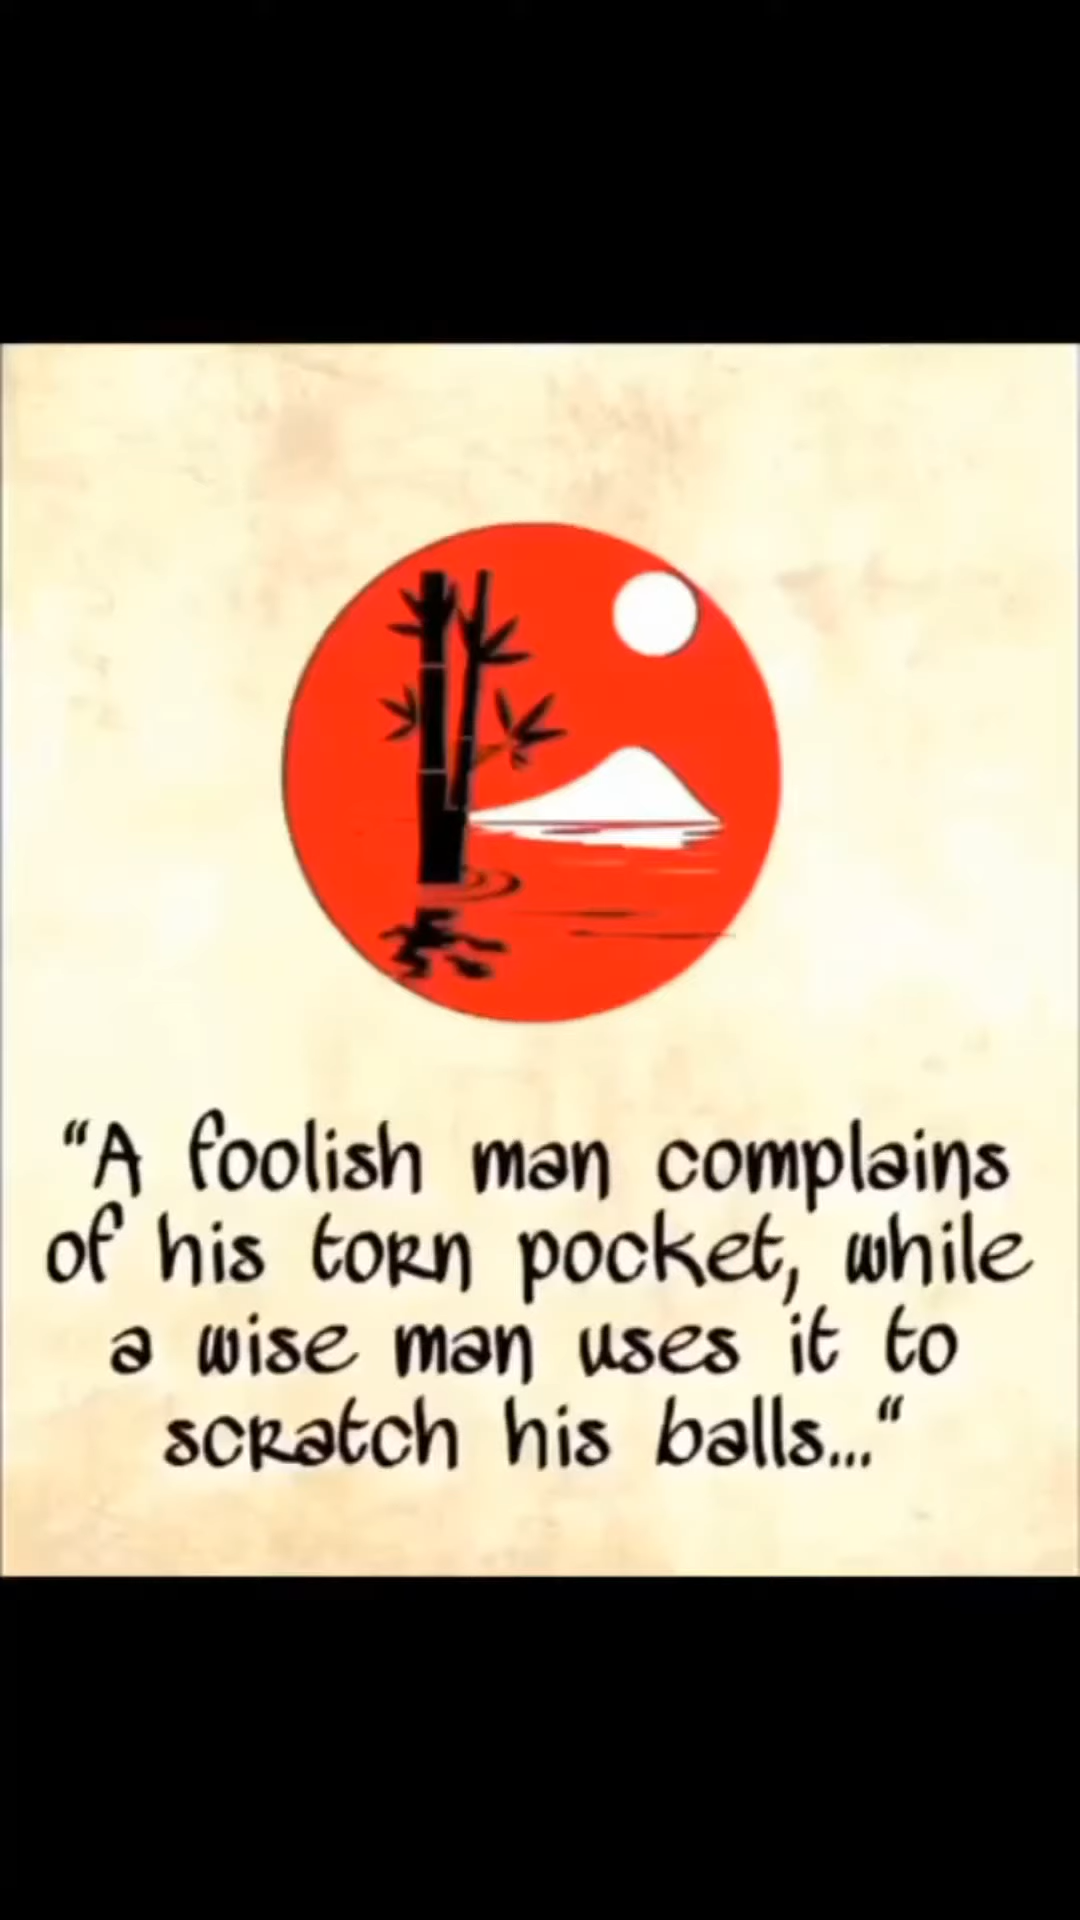 “A foolish man complains
of his torn pocket, while
a wise man uses it to
scratch his balls...“